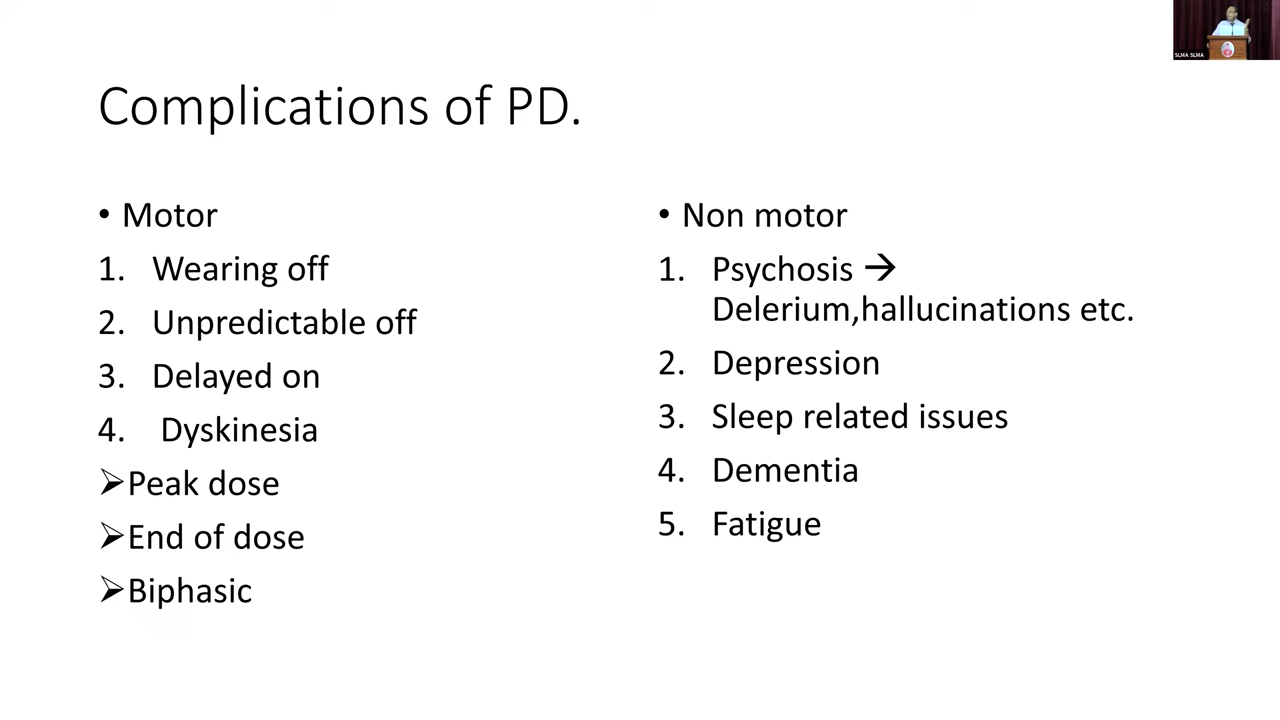 SLMA SLMA
Complications of PD.
• Motor
1. Wearing off
2. Unpredictable off
3. Delayed on
4. Dyskinesia
➢Peak dose
➢End of dose
➢Biphasic
• Non motor
1. Psychosis →
Delerium,hallucinations etc.
2. Depression
3. Sleep related issues
4. Dementia
5. Fatigue